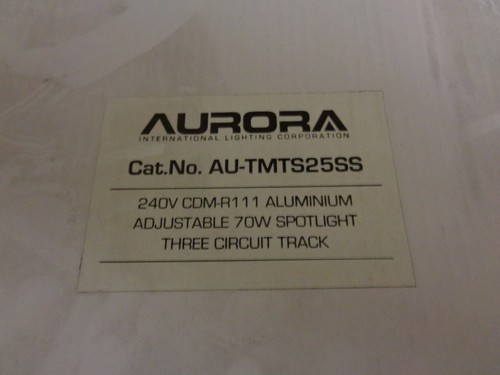 AURORA
INTERNATIONAL LIGHTING CORPORATION
Cat.No. AU-TMTS25SS
240V CDM-R111 ALUMINIUM
ADJUSTABLE 70W SPOTLIGHT
THREE CIRCUIT TRACK